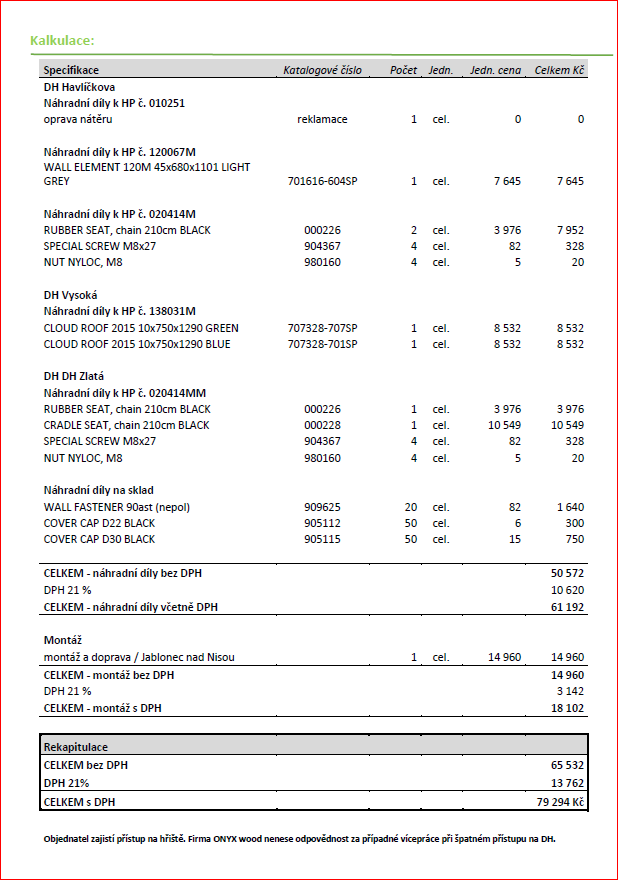 Kalkulace:
Specifikace Katalogové číslo Počet Jedn. Jedn. cena Celkem Kč
DH Havlíčkova
Náhradní díly k HP č. 010251
oprava nátěru reklamace 1 cel. 0 0
Náhradní díly k HP č. 120067M
WALL ELEMENT 120M 45x680x1101 LIGHT
GREY 701616-604SP 1 cel. 7 645 7 645
Náhradní díly k HP č. 020414M
RUBBER SEAT, chain 210cm BLACK 000226 2 cel. 3 976 7 952
SPECIAL SCREW M8x27 904367 4 cel. 82 328
NUT NYLOC, M8 980160 4 cel. 5 20
DH Vysoká
Náhradní díly k HP č. 138031M
CLOUD ROOF 2015 10x750x1290 GREEN 707328-707SP 1 cel. 8 532 8 532
CLOUD ROOF 2015 10x750x1290 BLUE 707328-701SP 1 cel. 8 532 8 532
DH DH Zlatá
Náhradní díly k HP č. 020414MM
RUBBER SEAT, chain 210cm BLACK 000226 1 cel. 3 976 3 976
CRADLE SEAT, chain 210cm BLACK 000228 1 cel. 10 549 10 549
SPECIAL SCREW M8x27 904367 4 cel. 82 328
NUT NYLOC, M8 980160 4 cel. 5 20
Náhradní díly na sklad
WALL FASTENER 90ast (nepol) 909625 20 cel. 82 1 640
COVER CAP D22 BLACK 905112 50 cel. 6 300
COVER CAP D30 BLACK 905115 50 cel. 15 750
CELKEM - náhradní díly bez DPH 50 572
DPH 21 % 10 620
CELKEM - náhradní díly včetně DPH 61 192
Montáž
montáž a doprava / Jablonec nad Nisou 1 cel. 14 960 14 960
CELKEM - montáž bez DPH 14 960
DPH 21 % 3 142
CELKEM - montáž s DPH 18 102
Rekapitulace
CELKEM bez DPH 65 532
DPH 21% 13 762
CELKEM s DPH 79 294 Kč
Objednatel zajistí přístup na hřiště. Firma ONYX wood nenese odpovědnost za případné vícepráce při špatném přístupu na DH.